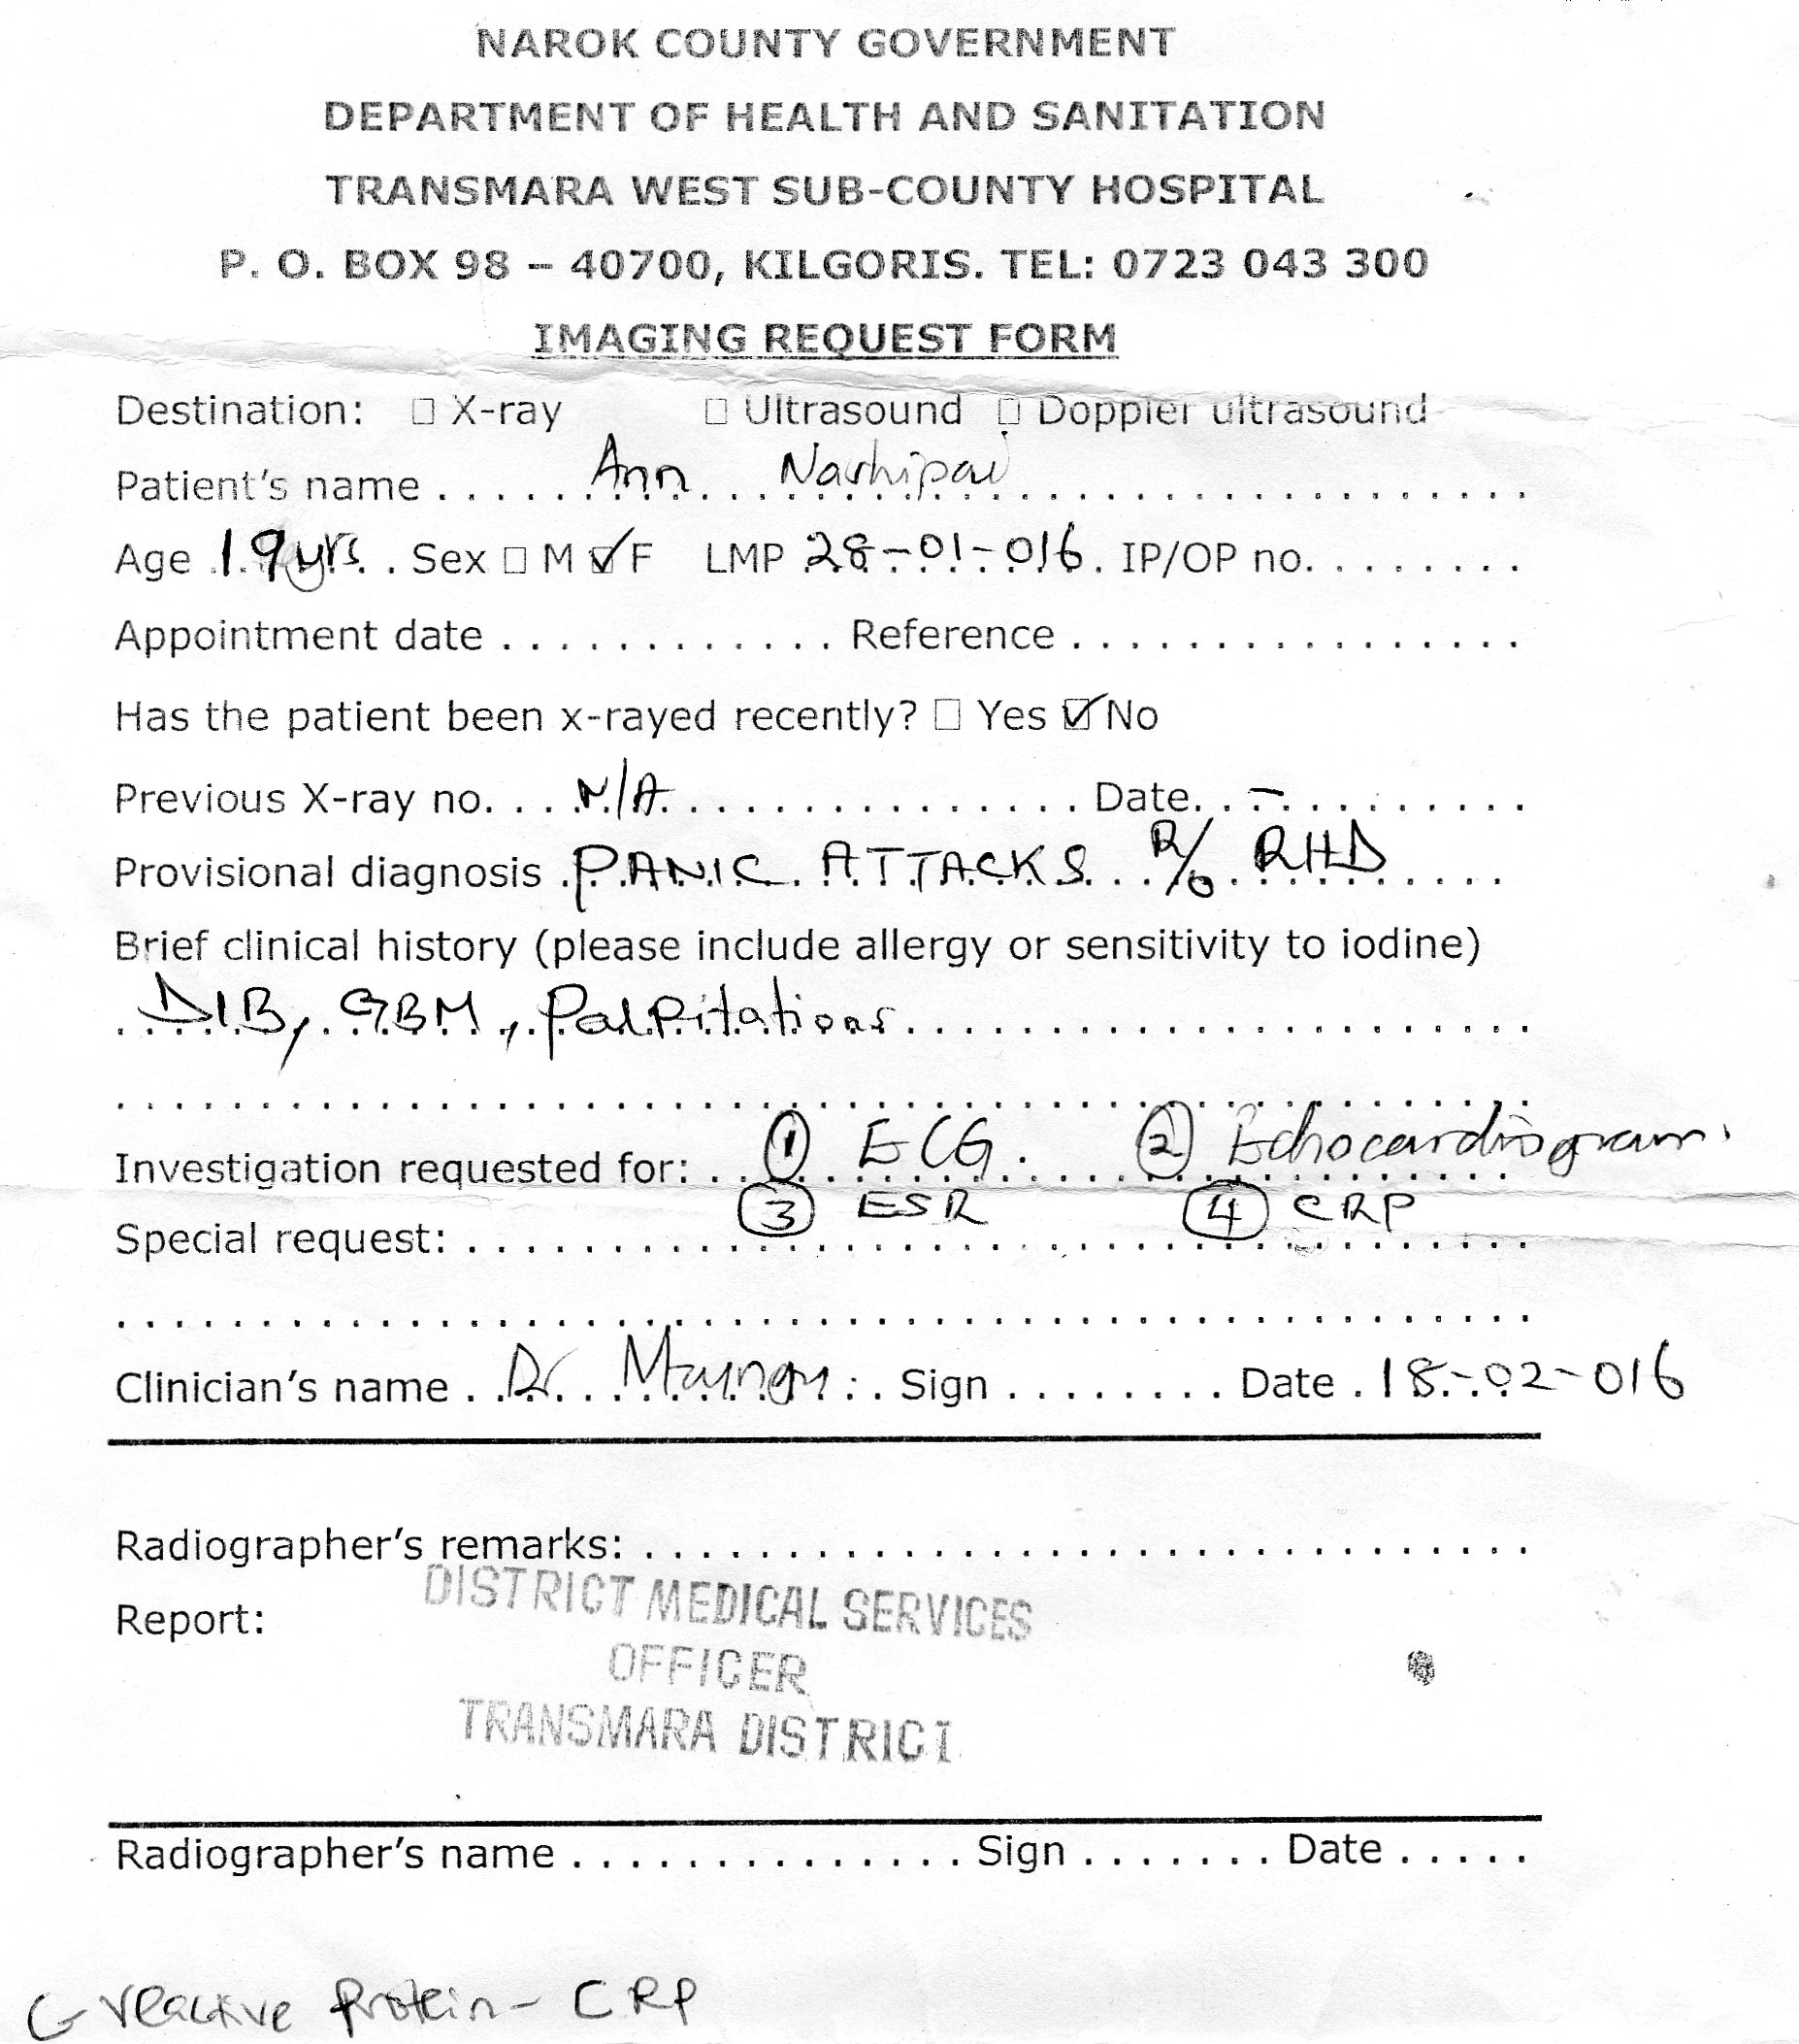 NAROK COUNTY GOVERNMENT
DEPARTMENT OF HEALTH AND SANITATION
TRANSMARA WEST SUB-COUNTY HOSPITAL
P. O. BOX 98 – 40700, KILGORIS. TEL: 0723 043 300
IMAGING REQUEST FORM
Destination: □ X-ray □ Ultrasound □ Doppler ultrasound
Patient's name Ann
Age 19yrs Sex □ M ☑ F LMP 28-01-016 IP/OP no.
Appointment date Reference
Has the patient been x-rayed recently? □ Yes ☑ No
Previous X-ray no. N/A Date. -
Provisional diagnosis PANIC ATTACKS R/o RHD
Brief clinical history (please include allergy or sensitivity to iodine)
DIB, GBM, Palpitations
Investigation requested for: ① ECG. ② Echocardiogram.
③ ESR ④ CRP
Special request:
Clinician's name Dr. Sign Date 18-02-016
Radiographer's remarks:
Report:
DISTRICT MEDICAL SERVICES
OFFICER
TRANSMARA DISTRICT
Radiographer's name Sign Date
C-reactive protein - CRP